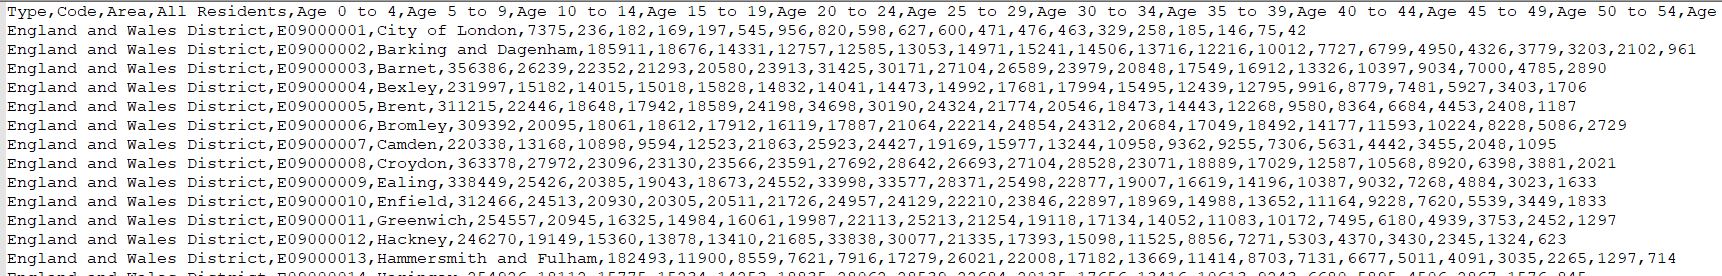 Type,Code,Area,All Residents,Age 0 to 4,Age 5 to 9,Age 10 to 14,Age 15 to 19,Age 20 to 24,Age 25 to 29,Age 30 to 34,Age 35 to 39,Age 40 to 44,Age 45 to 49,Age 50 to 54,Age
England and Wales District,E09000001,City of London,7375,236,182,169,197,545,956,820,598,627,600,471,476,463,329,258,185,146,75,42
England and Wales District,E09000002,Barking and Dagenham,185911,18676,14331,12757,12585,13053,14971,15241,14506,13716,12216,10012,7727,6799,4950,4326,3779,3203,2102,961
England and Wales District,E09000003,Barnet,356386,26239,22352,21293,20580,23913,31425,30171,27104,26589,23979,20848,17549,16912,13326,10397,9034,7000,4785,2890
England and Wales District,E09000004,Bexley,231997,15182,14015,15018,15828,14832,14041,14473,14992,17681,17994,15495,12439,12795,9916,8779,7481,5927,3403,1706
England and Wales District,E09000005,Brent,311215,22446,18648,17942,18589,24198,34698,30190,24324,21774,20546,18473,14443,12268,9580,8364,6684,4453,2408,1187
England and Wales District,E09000006,Bromley,309392,20095,18061,18612,17912,16119,17887,21064,22214,24854,24312,20684,17049,18492,14177,11593,10224,8228,5086,2729
England and Wales District,E09000007,Camden,220338,13168,10898,9594,12523,21863,25923,24427,19169,15977,13244,10958,9362,9255,7306,5631,4442,3455,2048,1095
England and Wales District,E09000008,Croydon,363378,27972,23096,23130,23566,23591,27692,28642,26693,27104,28528,23071,18889,17029,12587,10568,8920,6398,3881,2021
England and Wales District,E09000009,Ealing,338449,25426,20385,19043,18673,24552,33998,33577,28371,25498,22877,19007,16619,14196,10387,9032,7268,4884,3023,1633
England and Wales District,E09000010,Enfield,312466,24513,20930,20305,20511,21726,24957,24129,22210,23846,22897,18969,14988,13652,11164,9228,7620,5539,3449,1833
England and Wales District,E09000011,Greenwich,254557,20945,16325,14984,16061,19987,22113,25213,21254,19118,17134,14052,11083,10172,7495,6180,4939,3753,2452,1297
England and Wales District,E09000012,Hackney,246270,19149,15360,13878,13410,21685,33838,30077,21335,17393,15098,11525,8856,7271,5303,4370,3430,2345,1324,623
England and Wales District,E09000013,Hammersmith and Fulham,182493,11900,8559,7621,7916,17279,26021,22008,17182,13669,11414,8703,7131,6677,5011,4091,3035,2265,1297,714